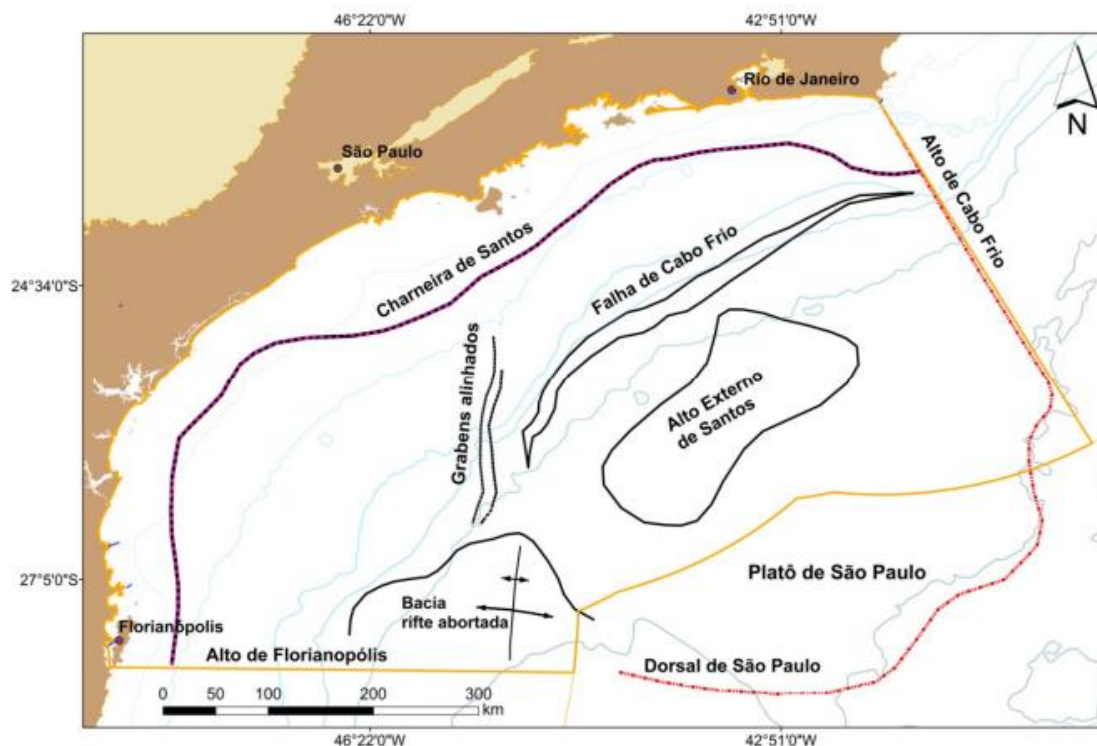 46°22'0"W
42°51'0"W
Rio de Janeiro
N
São Paulo
Alto de Cabo Frio
Charneira de Santos
Falha de Cabo Frio
24°34'0"S
Grabens alinhados
Alto Externo
de Santos
27°5'0"S
Platô de São Paulo
Bacia
rifte abortada
Florianópolis
Alto de Florianopólis
Dorsal de São Paulo
0 50 100 200 300
km
46°22'0"W
42°51'0"W